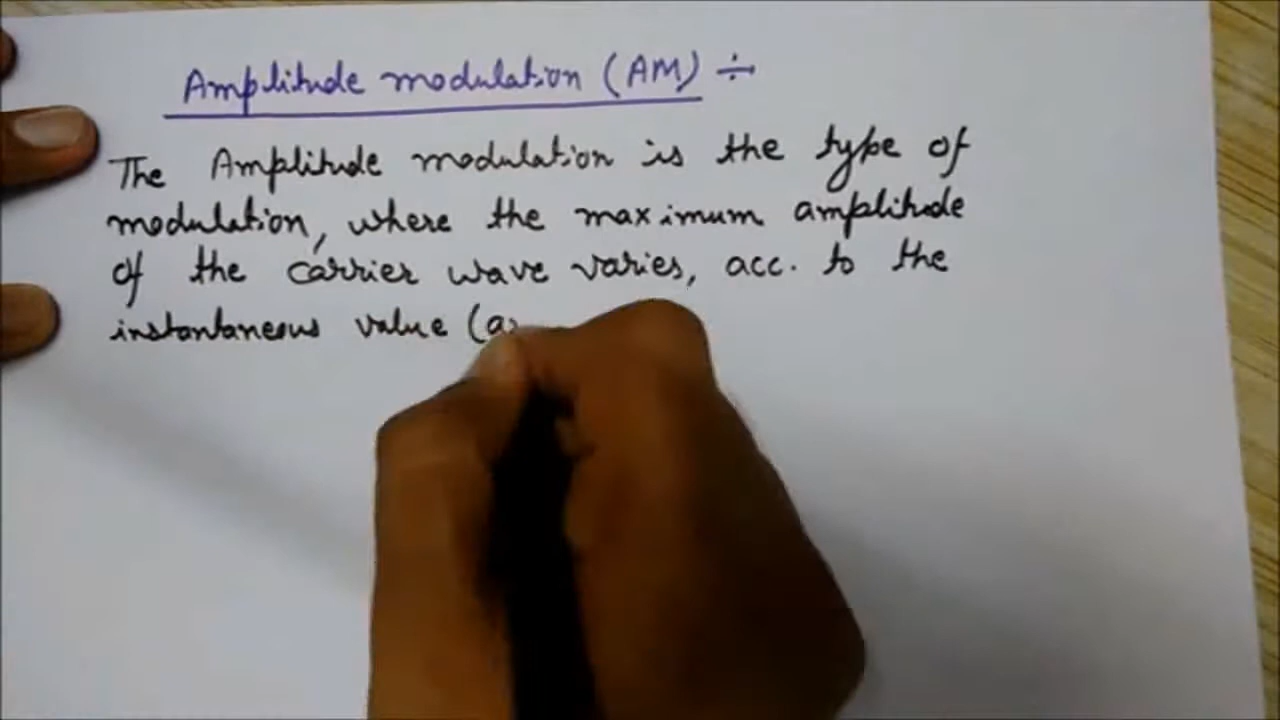 Amplitude modulation (AM) ÷
The Amplitude modulation is the type of
modulation, where the maximum amplitude
of the carrier wave varies, acc. to the
instantaneous value (